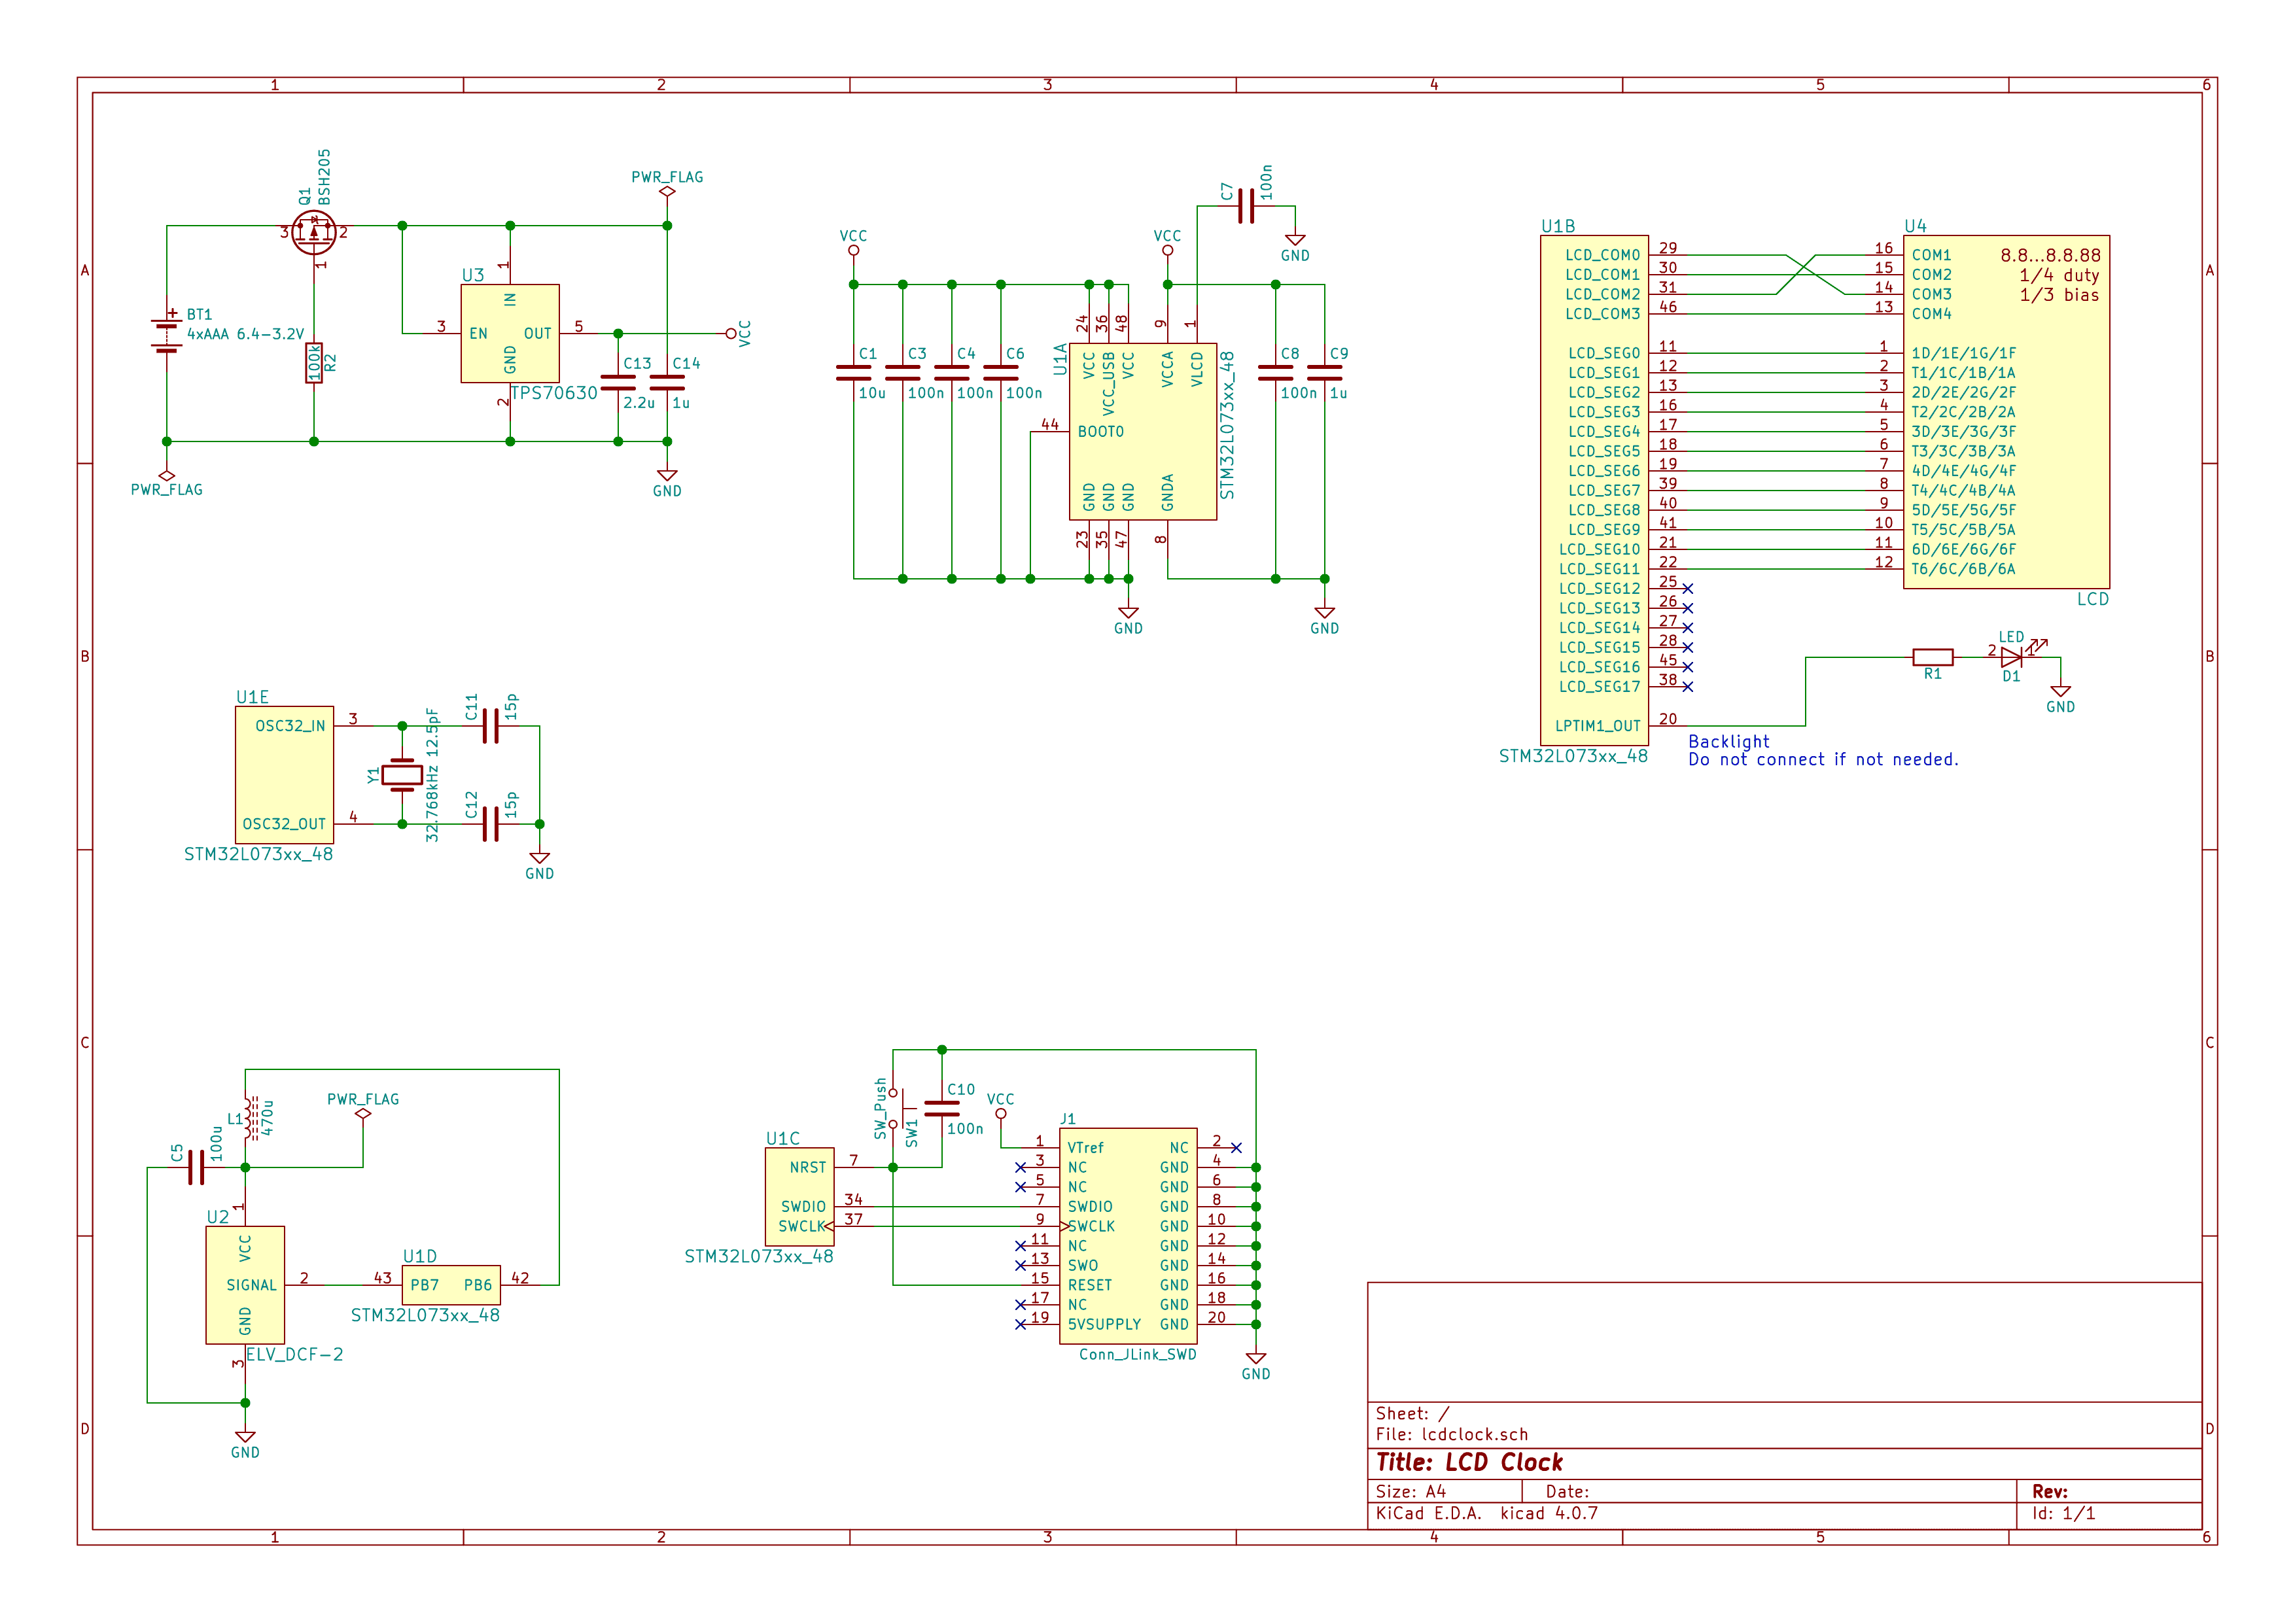 1 2 3 4 5 6
A
B
C
D
A
B
C
D
1 2 3 4 5 6
Q1
BSH205
3
2
1
BT1
4xAAA 6.4-3.2V
+
100k
R2
PWR_FLAG
U3
1
IN
3
EN
OUT
5
GND
2
TPS70630
VCC
C13
2.2u
C14
1u
PWR_FLAG
GND
VCC
C1
10u
C3
100n
C4
100n
C6
100n
U1A
24
36
48
9
1
VCC
VCC_USB
VCC
VCCA
VLCD
44
BOOT0
STM32L073xx_48
GND
GND
GND
GNDA
23
35
47
8
GND
VCC
C7
100n
GND
C8
100n
C9
1u
GND
U1B
LCD_COM0 29
LCD_COM1 30
LCD_COM2 31
LCD_COM3 46
LCD_SEG0 11
LCD_SEG1 12
LCD_SEG2 13
LCD_SEG3 16
LCD_SEG4 17
LCD_SEG5 18
LCD_SEG6 19
LCD_SEG7 39
LCD_SEG8 40
LCD_SEG9 41
LCD_SEG10 21
LCD_SEG11 22
LCD_SEG12 25
LCD_SEG13 26
LCD_SEG14 27
LCD_SEG15 28
LCD_SEG16 45
LCD_SEG17 38
LPTIM1_OUT 20
STM32L073xx_48
Backlight
Do not connect if not needed.
U4
16 COM1
15 COM2
14 COM3
13 COM4
8.8...8.8.88
1/4 duty
1/3 bias
1 1D/1E/1G/1F
2 T1/1C/1B/1A
3 2D/2E/2G/2F
4 T2/2C/2B/2A
5 3D/3E/3G/3F
6 T3/3C/3B/3A
7 4D/4E/4G/4F
8 T4/4C/4B/4A
9 5D/5E/5G/5F
10 T5/5C/5B/5A
11 6D/6E/6G/6F
12 T6/6C/6B/6A
LCD
R1
LED
2
1
D1
GND
U1E
OSC32_IN 3
OSC32_OUT 4
STM32L073xx_48
Y1
32.768kHz 12.5pF
C11
15p
C12
15p
GND
L1
470u
PWR_FLAG
C5
100u
U2
1
VCC
SIGNAL 2
GND
3
ELV_DCF-2
GND
U1D
43 PB7 PB6 42
STM32L073xx_48
SW_Push
SW1
C10
100n
VCC
U1C
NRST 7
SWDIO 34
SWCLK 37
STM32L073xx_48
J1
1 VTref NC 2
3 NC GND 4
5 NC GND 6
7 SWDIO GND 8
9 SWCLK GND 10
11 NC GND 12
13 SWO GND 14
15 RESET GND 16
17 NC GND 18
19 5VSUPPLY GND 20
Conn_JLink_SWD
GND
Sheet: /
File: lcdclock.sch
Title: LCD Clock
Size: A4 Date: Rev:
KiCad E.D.A. kicad 4.0.7 Id: 1/1